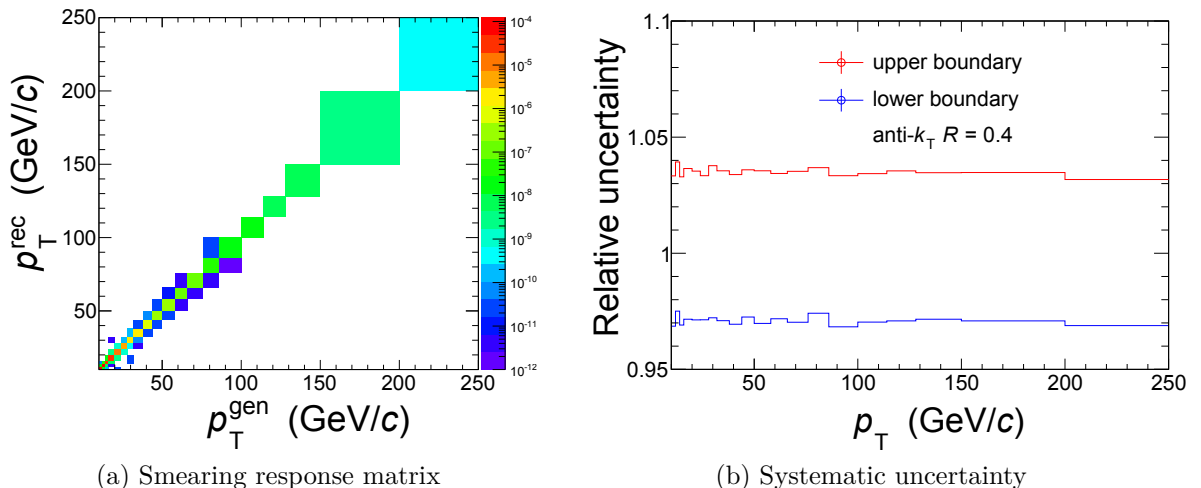 250
200
150
100
50
50 100 150 200 250
p_T^rec (GeV/c)
p_T^gen (GeV/c)
10^-4
10^-5
10^-6
10^-7
10^-8
10^-9
10^-10
10^-11
10^-12
(a) Smearing response matrix
1.1
1.05
1
0.95
Relative uncertainty
upper boundary
lower boundary
anti-k_T R = 0.4
50 100 150 200 250
p_T (GeV/c)
(b) Systematic uncertainty